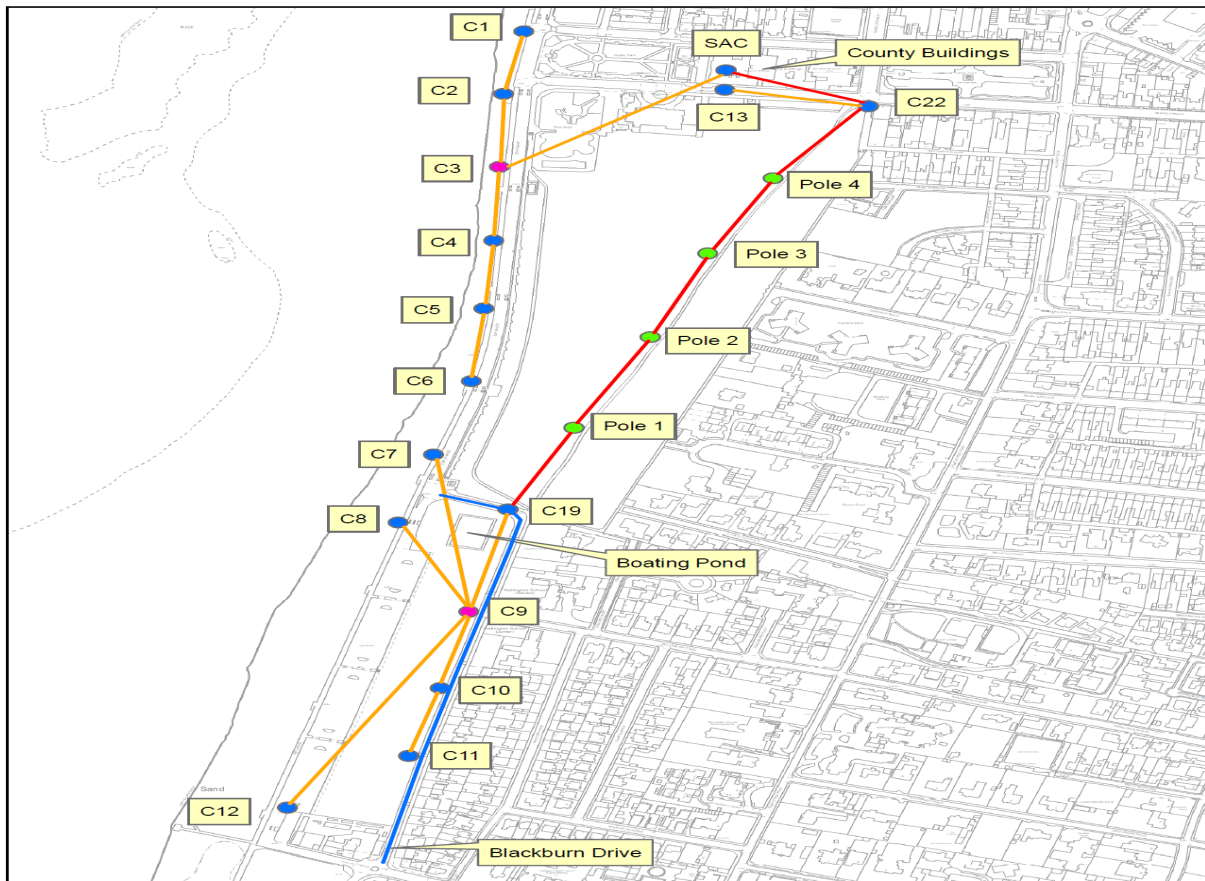 C1
SAC
County Buildings
C2
C13
C22
C3
Pole 4
C4
Pole 3
C5
Pole 2
C6
Pole 1
C7
C19
C8
Boating Pond
C9
C10
C11
Sand
C12
Blackburn Drive